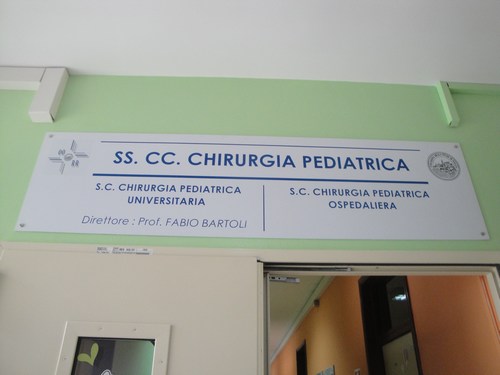 SS. CC. CHIRURGIA PEDIATRICA
S.C. CHIRURGIA PEDIATRICA
UNIVERSITARIA
Direttore : Prof. FABIO BARTOLI
S.C. CHIRURGIA PEDIATRICA
OSPEDALIERA